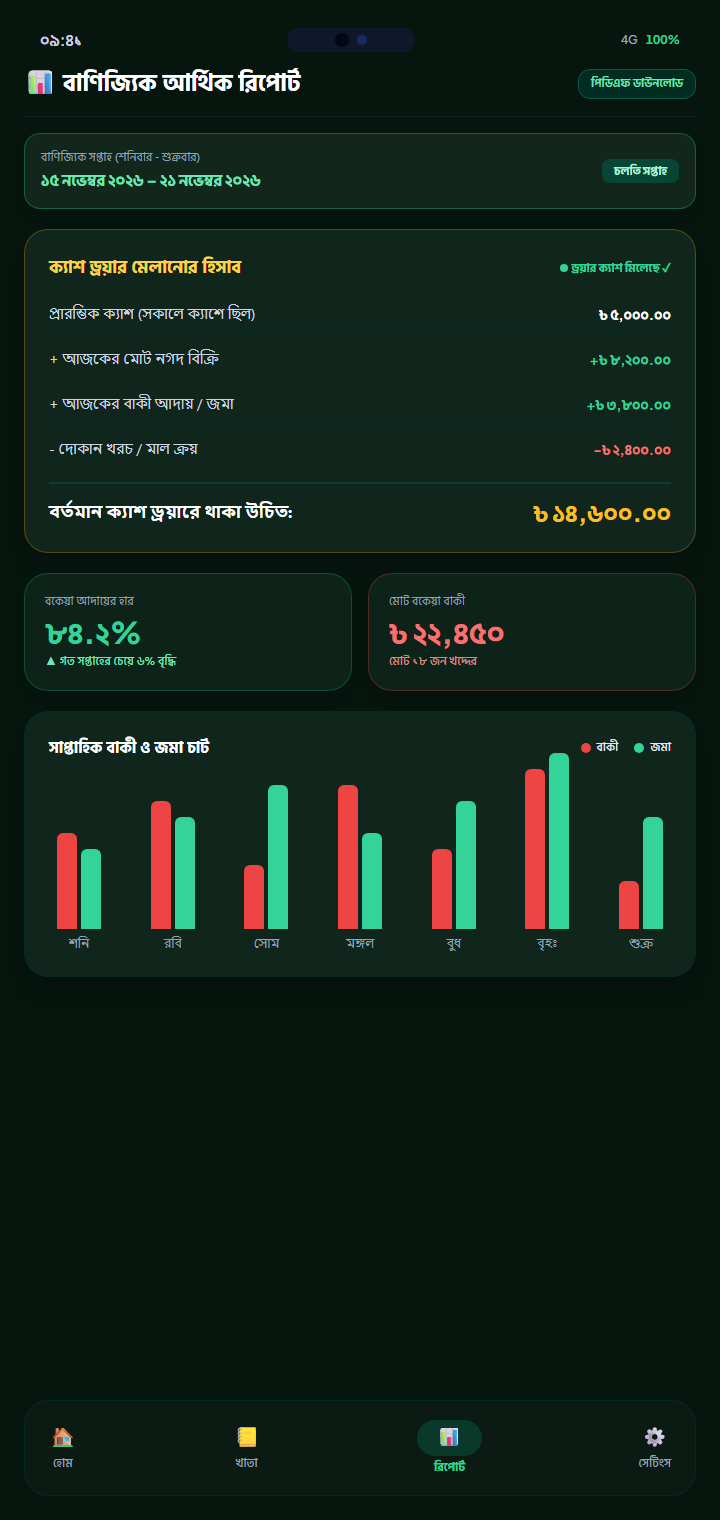 ০৯:৪১ 4G 100%
বাণিজ্যিক আর্থিক রিপোর্ট
পিডিএফ ডাউনলোড
বাণিজ্যিক সপ্তাহ (শনিবার - শুক্রবার)
১৫ নভেম্বর ২০২৬ – ২১ নভেম্বর ২০২৬
চলতি সপ্তাহ
ক্যাশ ড্রয়ার মেলানোর হিসাব
● ড্রয়ার ক্যাশ মিলেছে ✓
প্রারম্ভিক ক্যাশ (সকালে ক্যাশে ছিল) ৳ ৫,০০০.০০
+ আজকের মোট নগদ বিক্রি +৳ ৮,২০০.০০
+ আজকের বাকী আদায় / জমা +৳ ৩,৮০০.০০
- দোকান খরচ / মাল ক্রয় -৳ ২,৪০০.০০
বর্তমান ক্যাশ ড্রয়ারে থাকা উচিত: ৳ ১৪,৬০০.০০
বকেয়া আদায়ের হার
৮৪.২%
▲ গত সপ্তাহের চেয়ে ৬% বৃদ্ধি
মোট বকেয়া বাকী
৳ ২২,৪৫০
মোট ১৮ জন খদ্দের
সাপ্তাহিক বাকী ও জমা চার্ট
বাকী জমা
শনি রবি সোম মঙ্গল বুধ বৃহঃ শুক্র
হোম খাতা রিপোর্ট সেটিংস